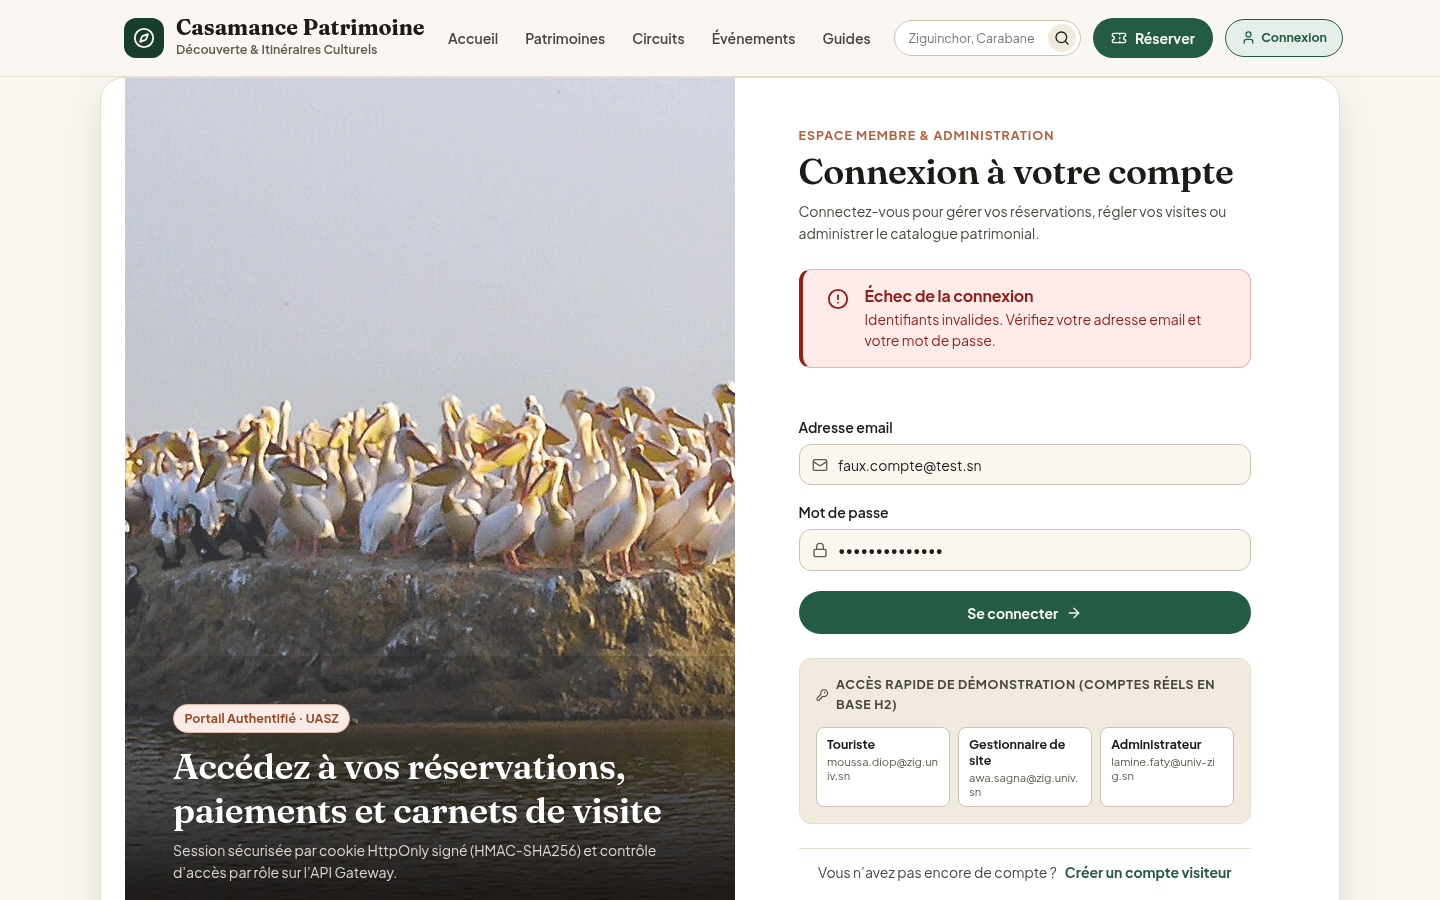 Casamance Patrimoine
Découverte & Itinéraires Culturels
Accueil
Patrimoines
Circuits
Événements
Guides
Ziguinchor, Carabane
Réserver
Connexion
Portail Authentifié · UASZ
Accédez à vos réservations,
paiements et carnets de visite
Session sécurisée par cookie HttpOnly signé (HMAC-SHA256) et contrôle
d'accès par rôle sur l'API Gateway.
ESPACE MEMBRE & ADMINISTRATION
Connexion à votre compte
Connectez-vous pour gérer vos réservations, régler vos visites ou
administrer le catalogue patrimonial.
Échec de la connexion
Identifiants invalides. Vérifiez votre adresse email et
votre mot de passe.
Adresse email
faux.compte@test.sn
Mot de passe
••••••••••••••
Se connecter
ACCÈS RAPIDE DE DÉMONSTRATION (COMPTES RÉELS EN
BASE H2)
Touriste
moussa.diop@zig.un
iv.sn
Gestionnaire de
site
awa.sagna@zig.univ.
sn
Administrateur
lamine.faty@univ-zi
g.sn
Vous n'avez pas encore de compte ? Créer un compte visiteur